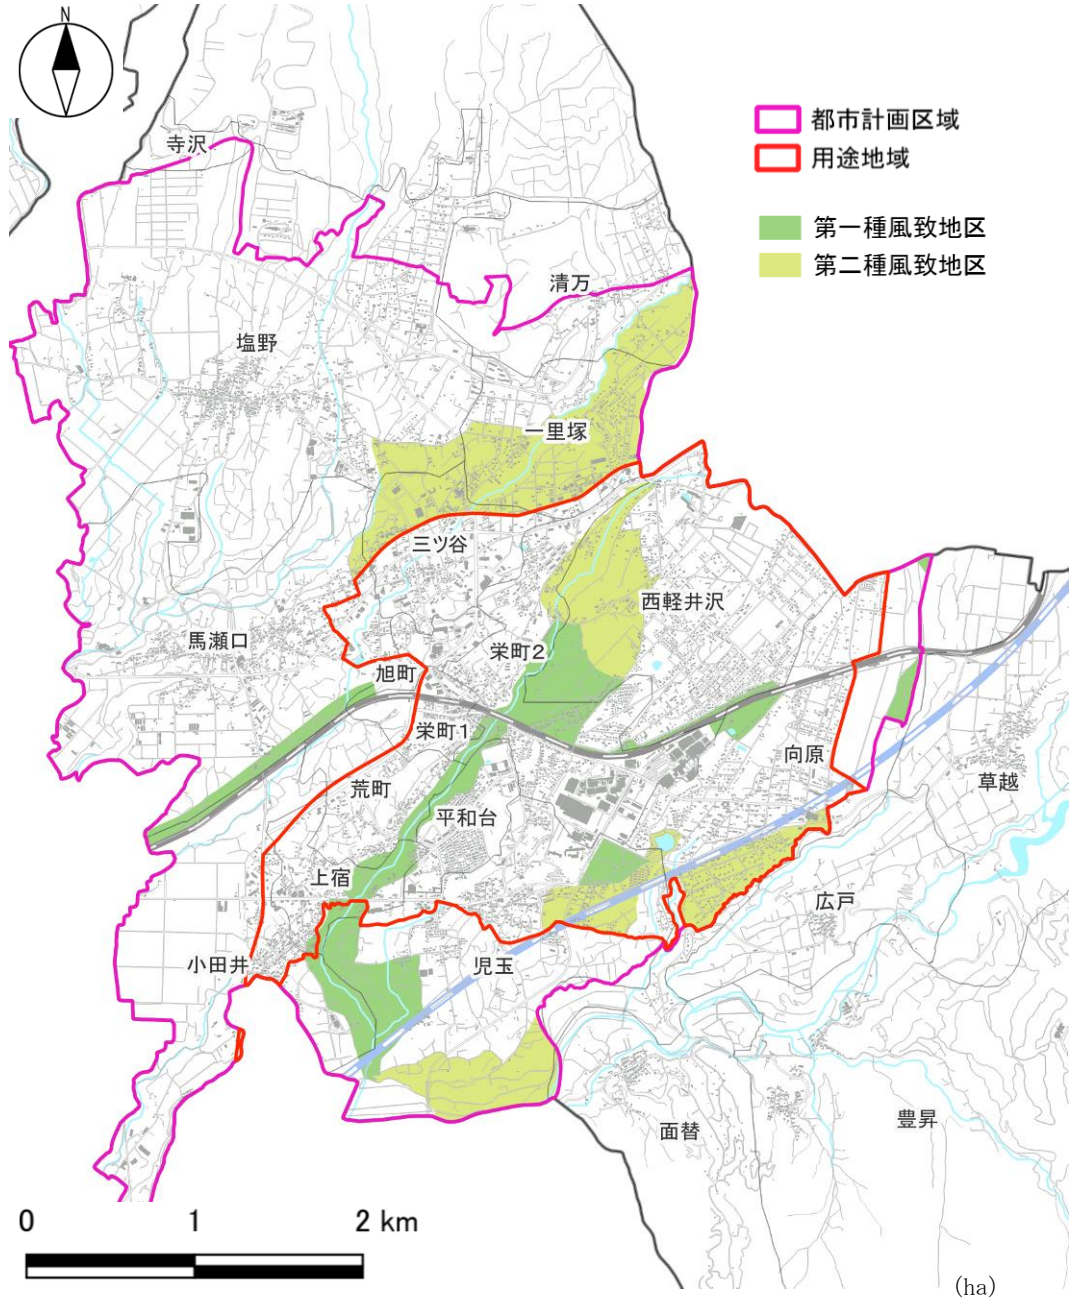 N
都市計画区域
用途地域
寺沢
第一種風致地区
第二種風致地区
清万
塩野
一里塚
三ツ谷
西軽井沢
馬瀬口
栄町2
旭町
栄町1
向原
草越
荒町
平和台
上宿
広戸
小田井
児玉
豊昇
面替
0 1 2 km
(ha)